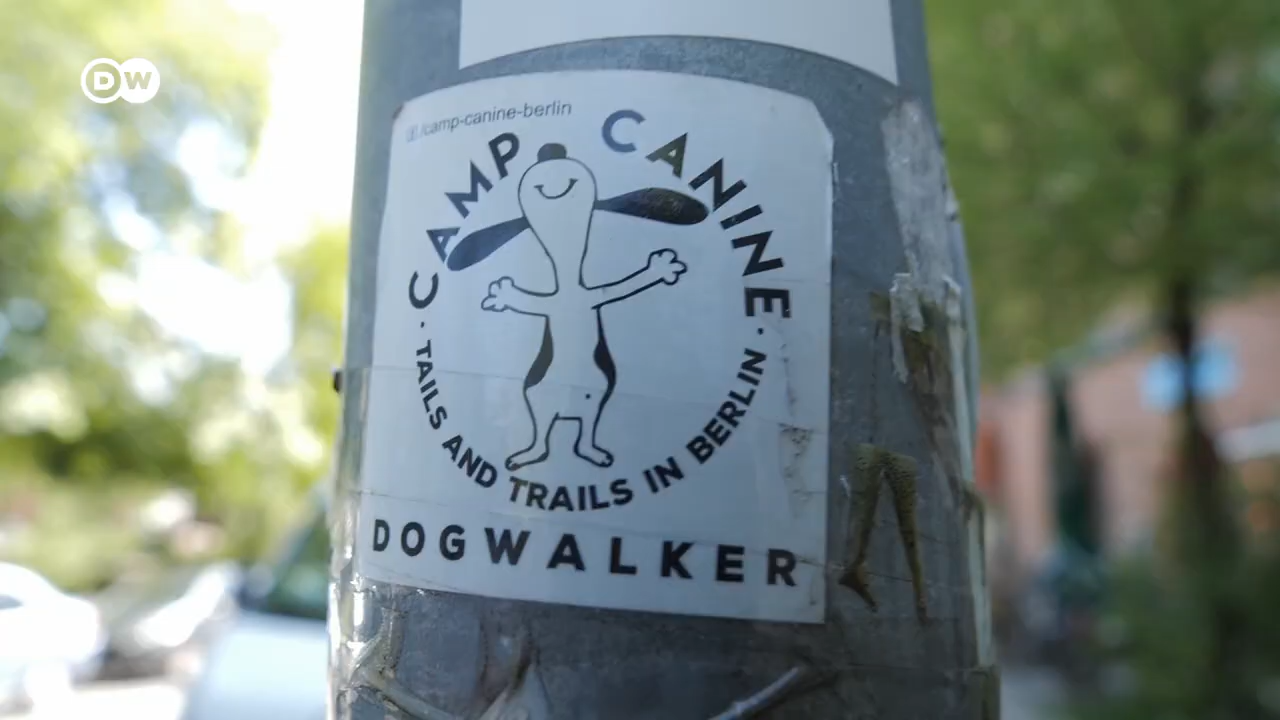 DW
/camp-canine-berlin
CAMP CANINE
· TAILS AND TRAILS IN BERLIN ·
DOGWALKER